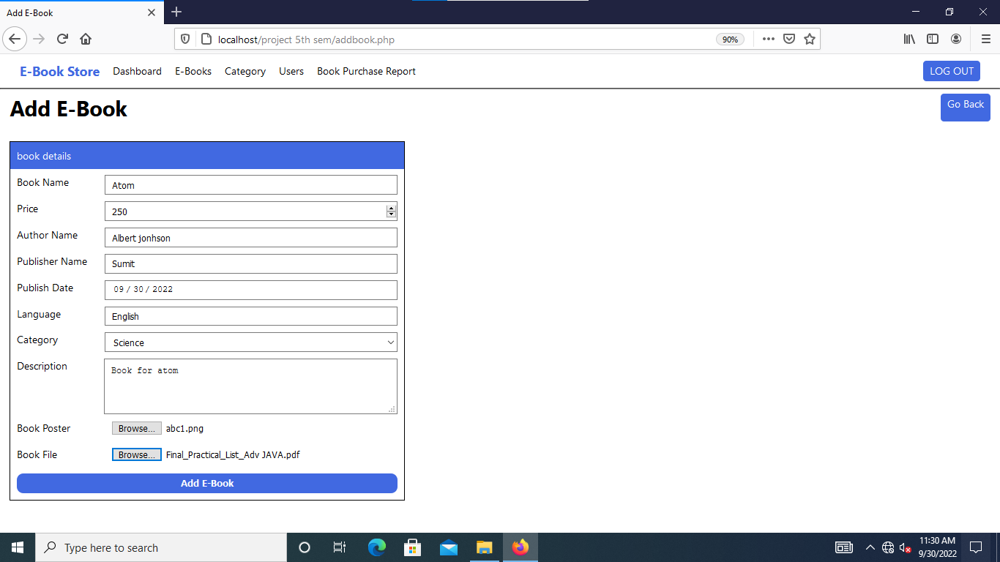 Add E-Book
localhost/project 5th sem/addbook.php 90%
E-Book Store Dashboard E-Books Category Users Book Purchase Report LOG OUT
Add E-Book Go Back
book details
Book Name Atom
Price 250
Author Name Albert jonhson
Publisher Name Sumit
Publish Date 09 / 30 / 2022
Language English
Category Science
Description Book for atom
Book Poster Browse... abc1.png
Book File Browse... Final_Practical_List_Adv JAVA.pdf
Add E-Book
Type here to search
11:30 AM
9/30/2022